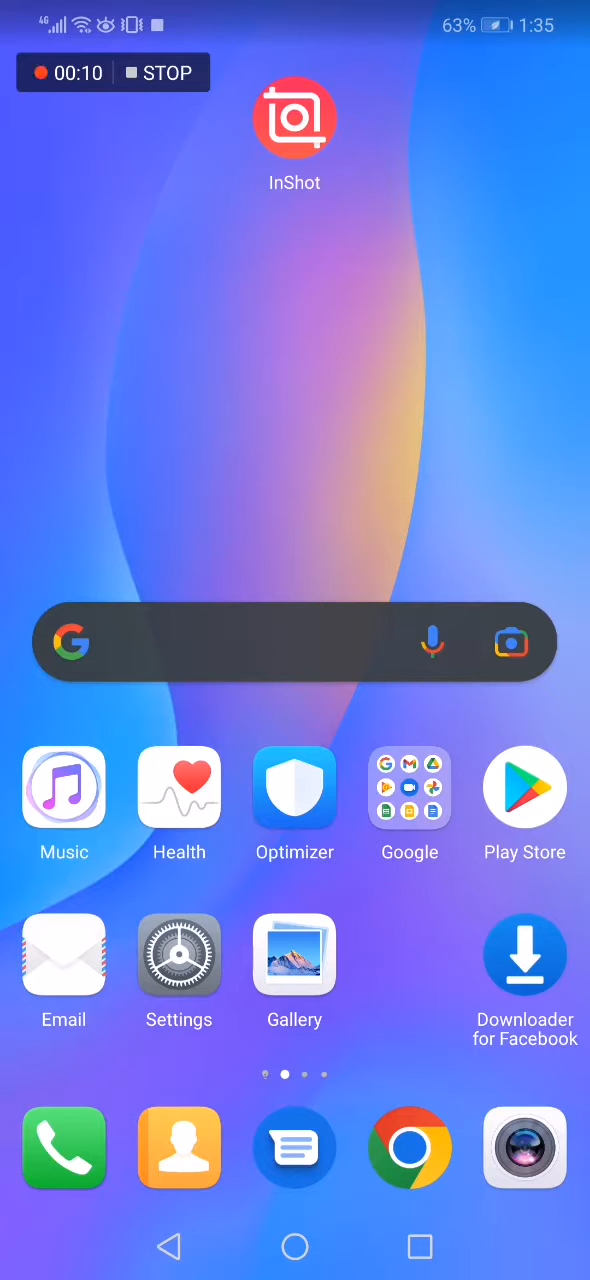 4G
63%
1:35
00:10
STOP
InShot
Music
Health
Optimizer
Google
Play Store
Email
Settings
Gallery
Downloader
for Facebook